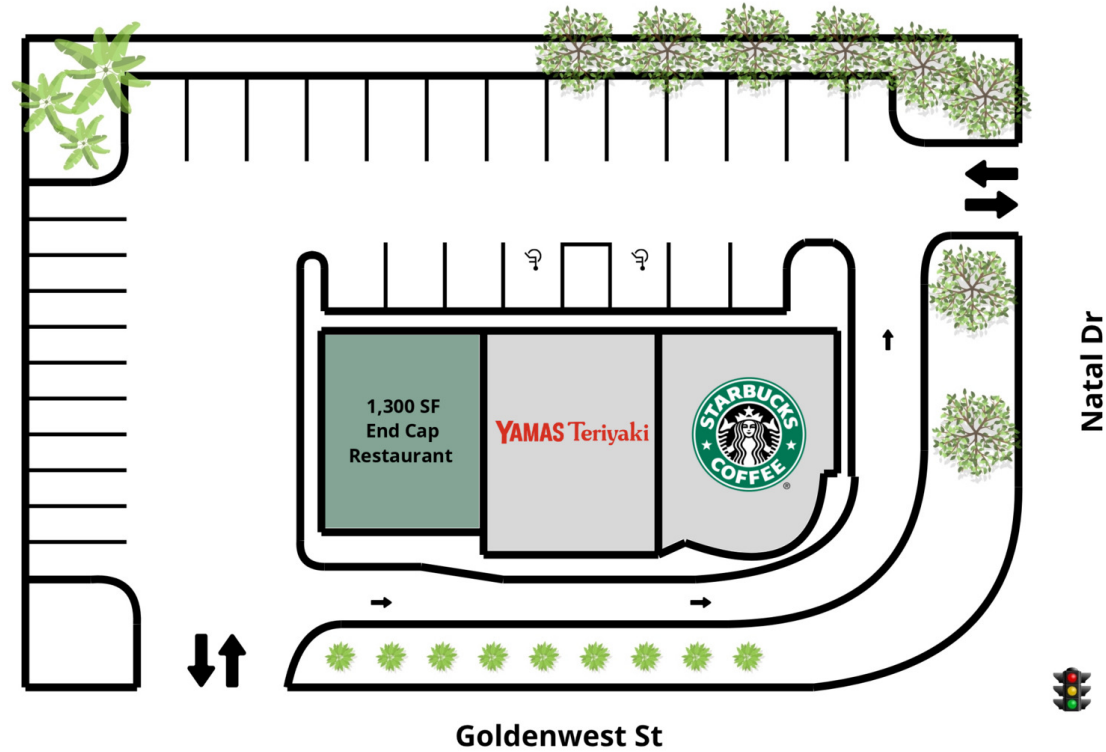 1,300 SF
End Cap
Restaurant
YAMAS Teriyaki
STARBUCKS
COFFEE
®
Natal Dr
Goldenwest St